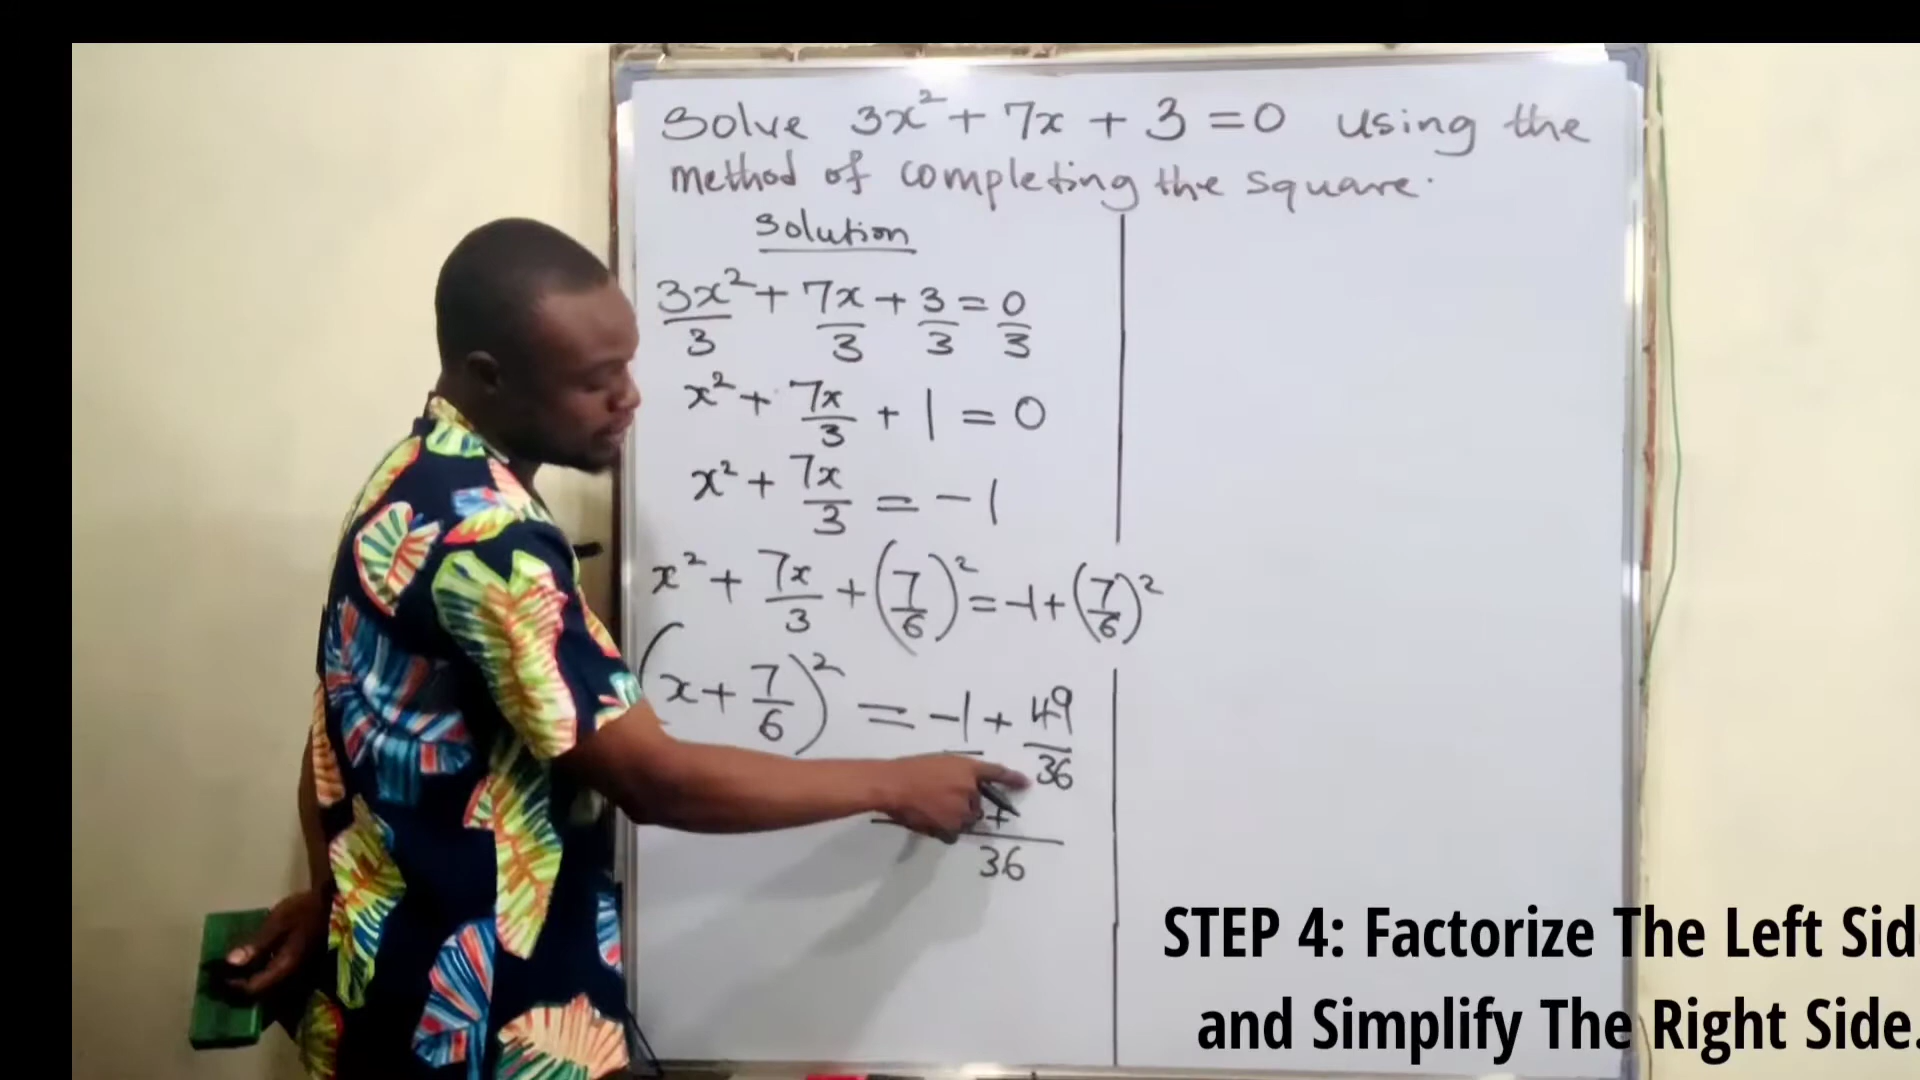 Solve 3x² + 7x + 3 = 0 using the
method of completing the square.
Solution
3x²/3 + 7x/3 + 3/3 = 0/3
x² + 7x/3 + 1 = 0
x² + 7x/3 = -1
x² + 7x/3 + (7/6)² = -1 + (7/6)²
(x + 7/6)² = -1 + 49/36
36
STEP 4: Factorize The Left Sid
and Simplify The Right Side.